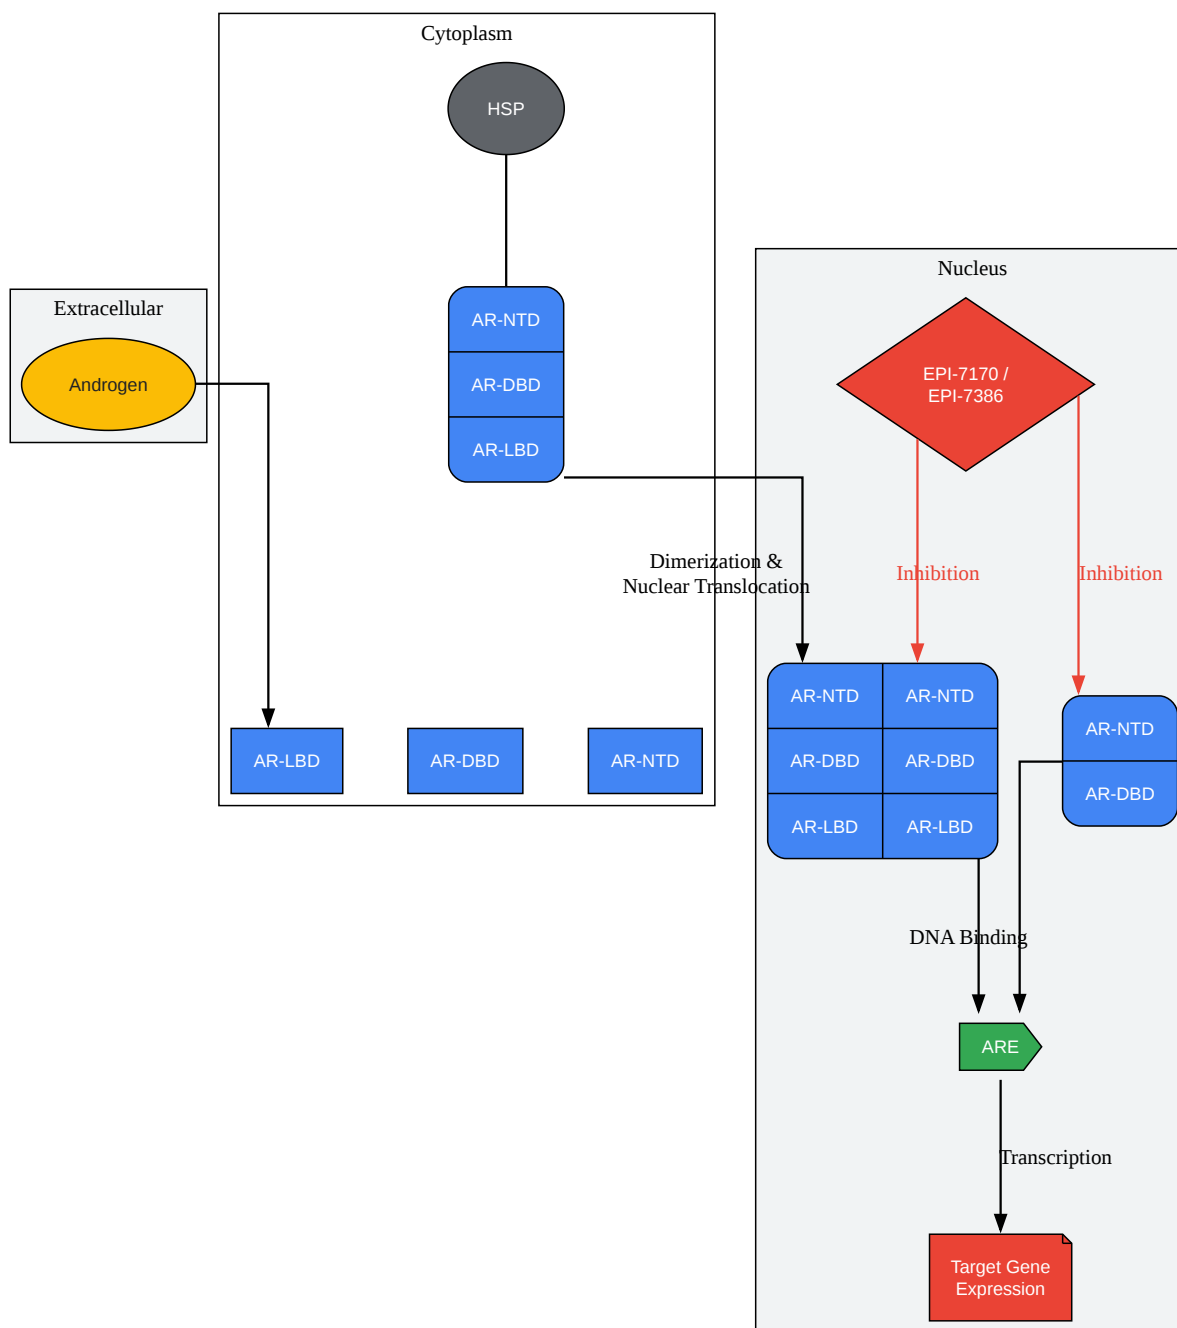 Cytoplasm
HSP
Nucleus
Extracellular
AR-NTD
Androgen
AR-DBD
EPI-7170 /
EPI-7386
AR-LBD
Dimerization &
Nuclear Translocation
Inhibition
Inhibition
AR-NTD
AR-NTD
AR-NTD
AR-LBD
AR-DBD
AR-NTD
AR-DBD
AR-DBD
AR-DBD
AR-LBD
AR-LBD
DNA Binding
ARE
Transcription
Target Gene
Expression